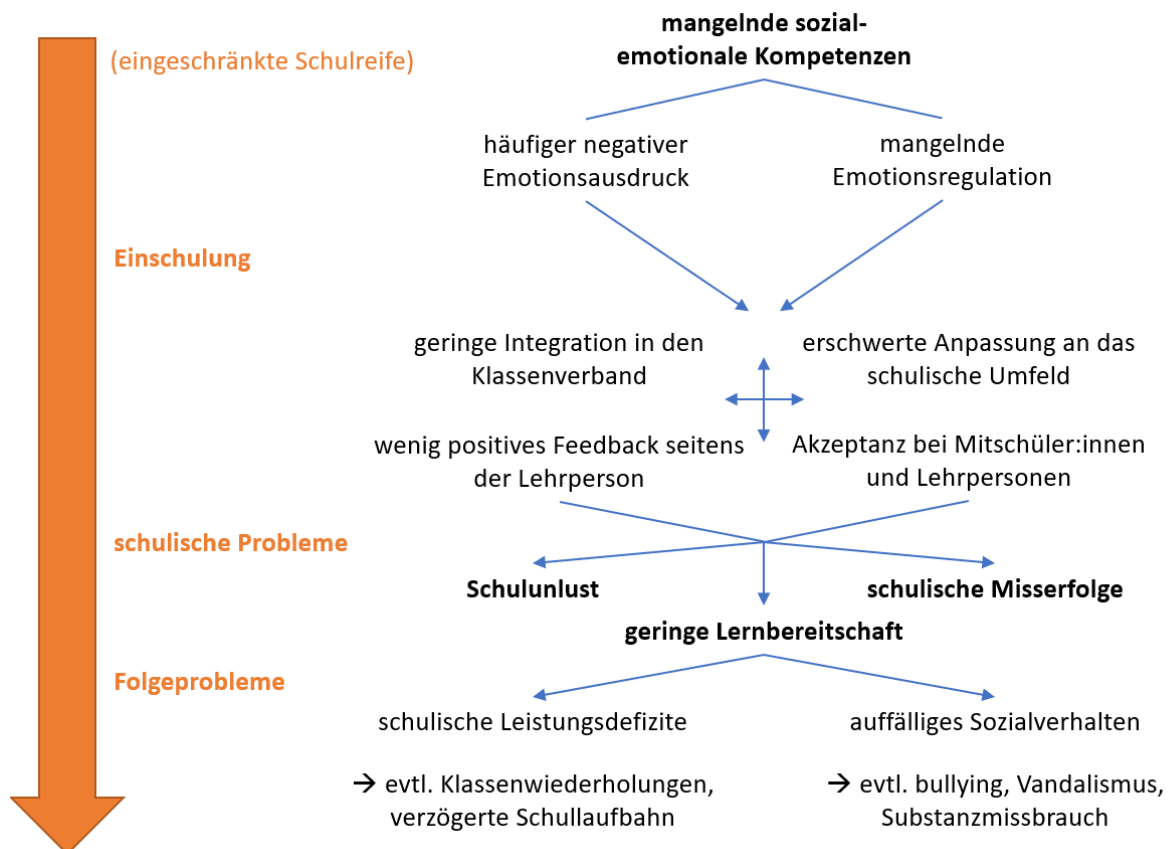 mangelnde sozial-
emotionale Kompetenzen
(eingeschränkte Schulreife)
häufiger negativer
Emotionsausdruck
mangelnde
Emotionsregulation
Einschulung
geringe Integration in den
Klassenverband
erschwerte Anpassung an das
schulische Umfeld
wenig positives Feedback seitens
der Lehrperson
Akzeptanz bei Mitschüler:innen
und Lehrpersonen
schulische Probleme
Schulunlust
schulische Misserfolge
geringe Lernbereitschaft
Folgeprobleme
schulische Leistungsdefizite
auffälliges Sozialverhalten
→ evtl. Klassenwiederholungen,
verzögerte Schullaufbahn
→ evtl. bullying, Vandalismus,
Substanzmissbrauch